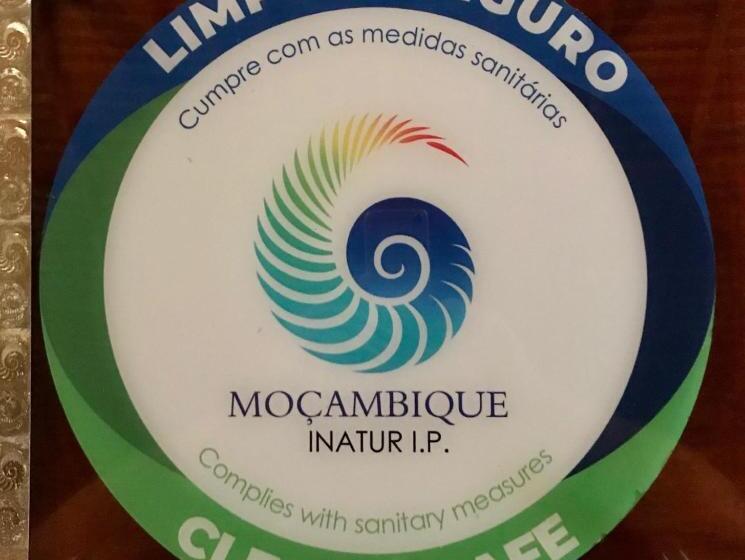 Cumpre com as medidas sanitárias
MOÇAMBIQUE
INATUR I.P.
Complies with sanitary measures